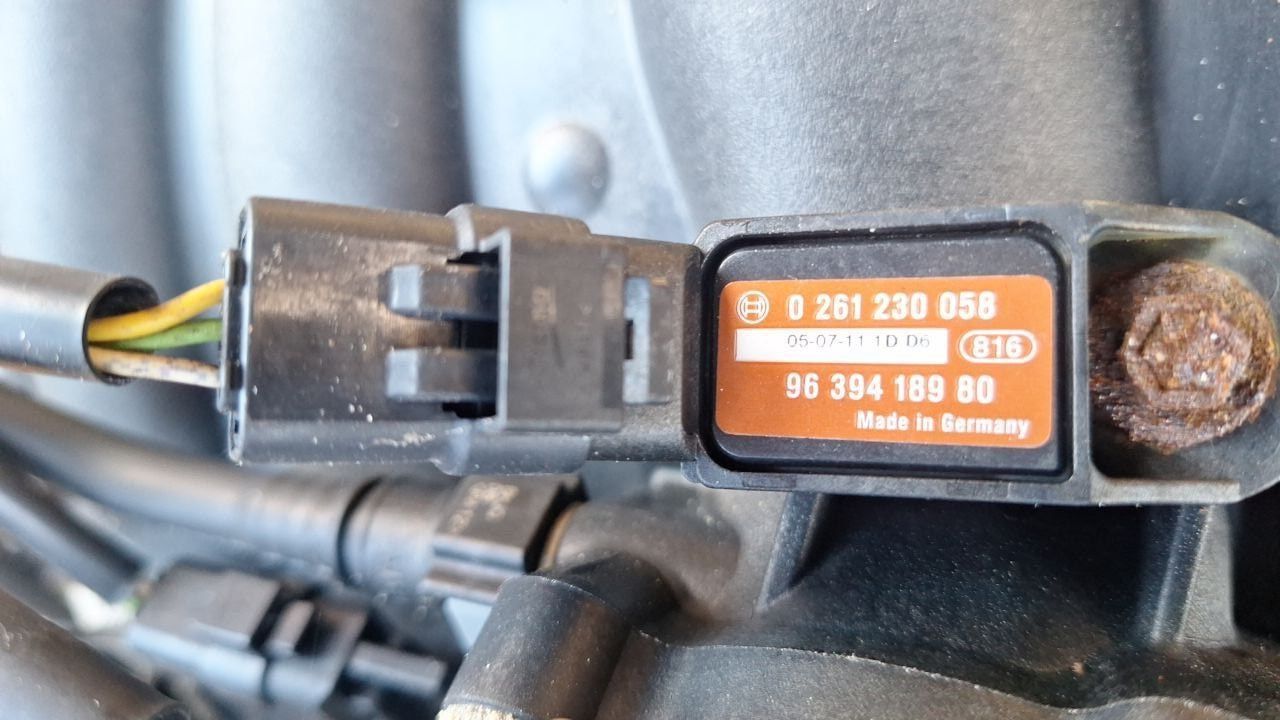 0 261 230 058
05-07-11 1D D6
816
96 394 189 80
Made in Germany